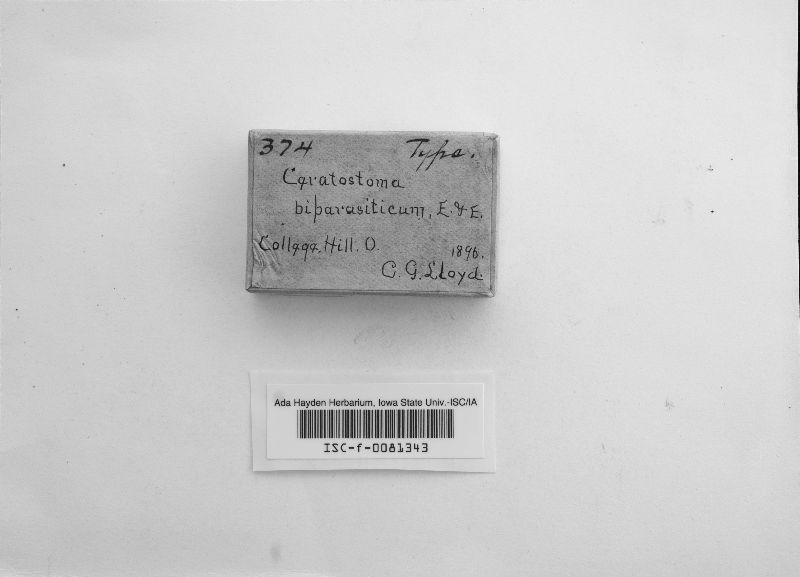 374 Type.
Ceratostoma
biparasiticum, E. & E.
College Hill. O. 1896.
C. G. Lloyd.
Ada Hayden Herbarium, Iowa State Univ.-ISC/IA
ISC-f-0081343